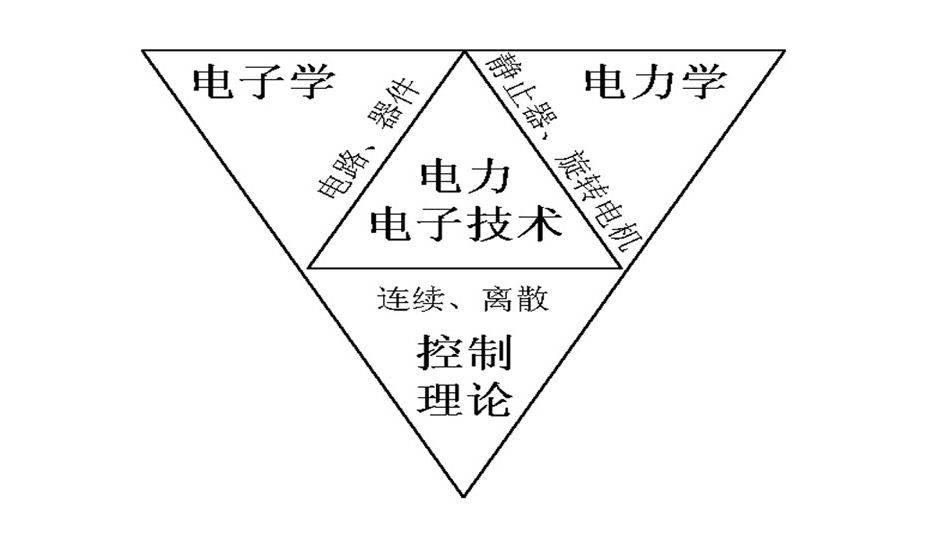 电子学
电路、器件
静止器、旋转电机
电力学
电力
电子技术
连续、离散
控制
理论